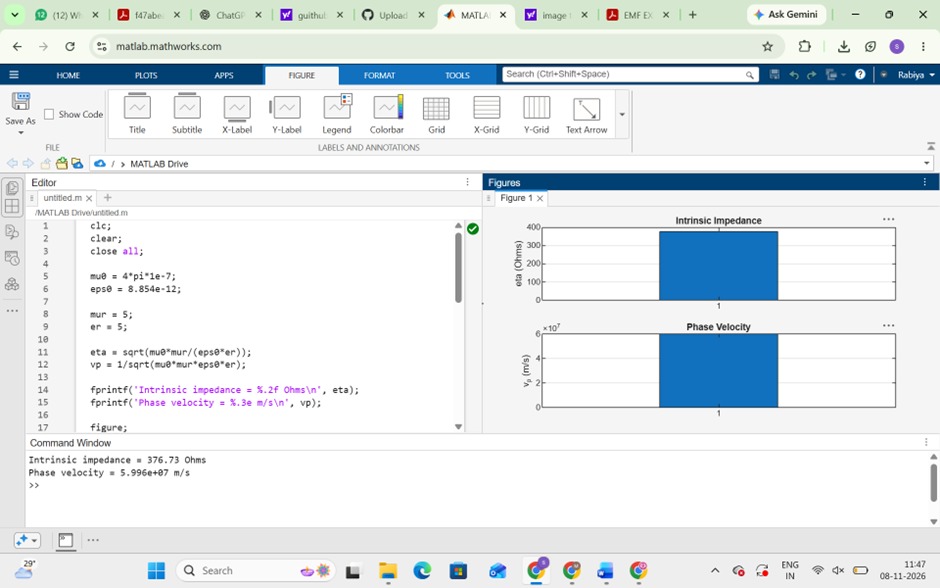 (12) W
f47abe
ChatGP
guithub
Upload
MATLA
image
EMF EX
Ask Gemini
matlab.mathworks.com
S
HOME PLOTS APPS FIGURE FORMAT TOOLS
Search (Ctrl+Shift+Space)
Rabiya
Save As
Show Code
Title Subtitle X-Label Y-Label Legend Colorbar Grid X-Grid Y-Grid Text Arrow
FILE
LABELS AND ANNOTATIONS
/ > MATLAB Drive
Editor
untitled.m
/MATLAB Drive/untitled.m
1 clc;
2 clear;
3 close all;
4
5 mu0 = 4*pi*1e-7;
6 eps0 = 8.854e-12;
7
8 mur = 5;
9 er = 5;
10
11 eta = sqrt(mu0*mur/(eps0*er));
12 vp = 1/sqrt(mu0*mur*eps0*er);
13
14 fprintf('Intrinsic impedance = %.2f Ohms\n', eta);
15 fprintf('Phase velocity = %.3e m/s\n', vp);
16
17 figure;
Figures
Figure 1
Intrinsic Impedance
eta (Ohms)
400
300
200
100
0
1
Phase Velocity
×10⁷
vₚ (m/s)
6
4
2
0
1
Command Window
Intrinsic impedance = 376.73 Ohms
Phase velocity = 5.996e+07 m/s
>>
29°
Search
ENG
IN
11:47
08-11-2026